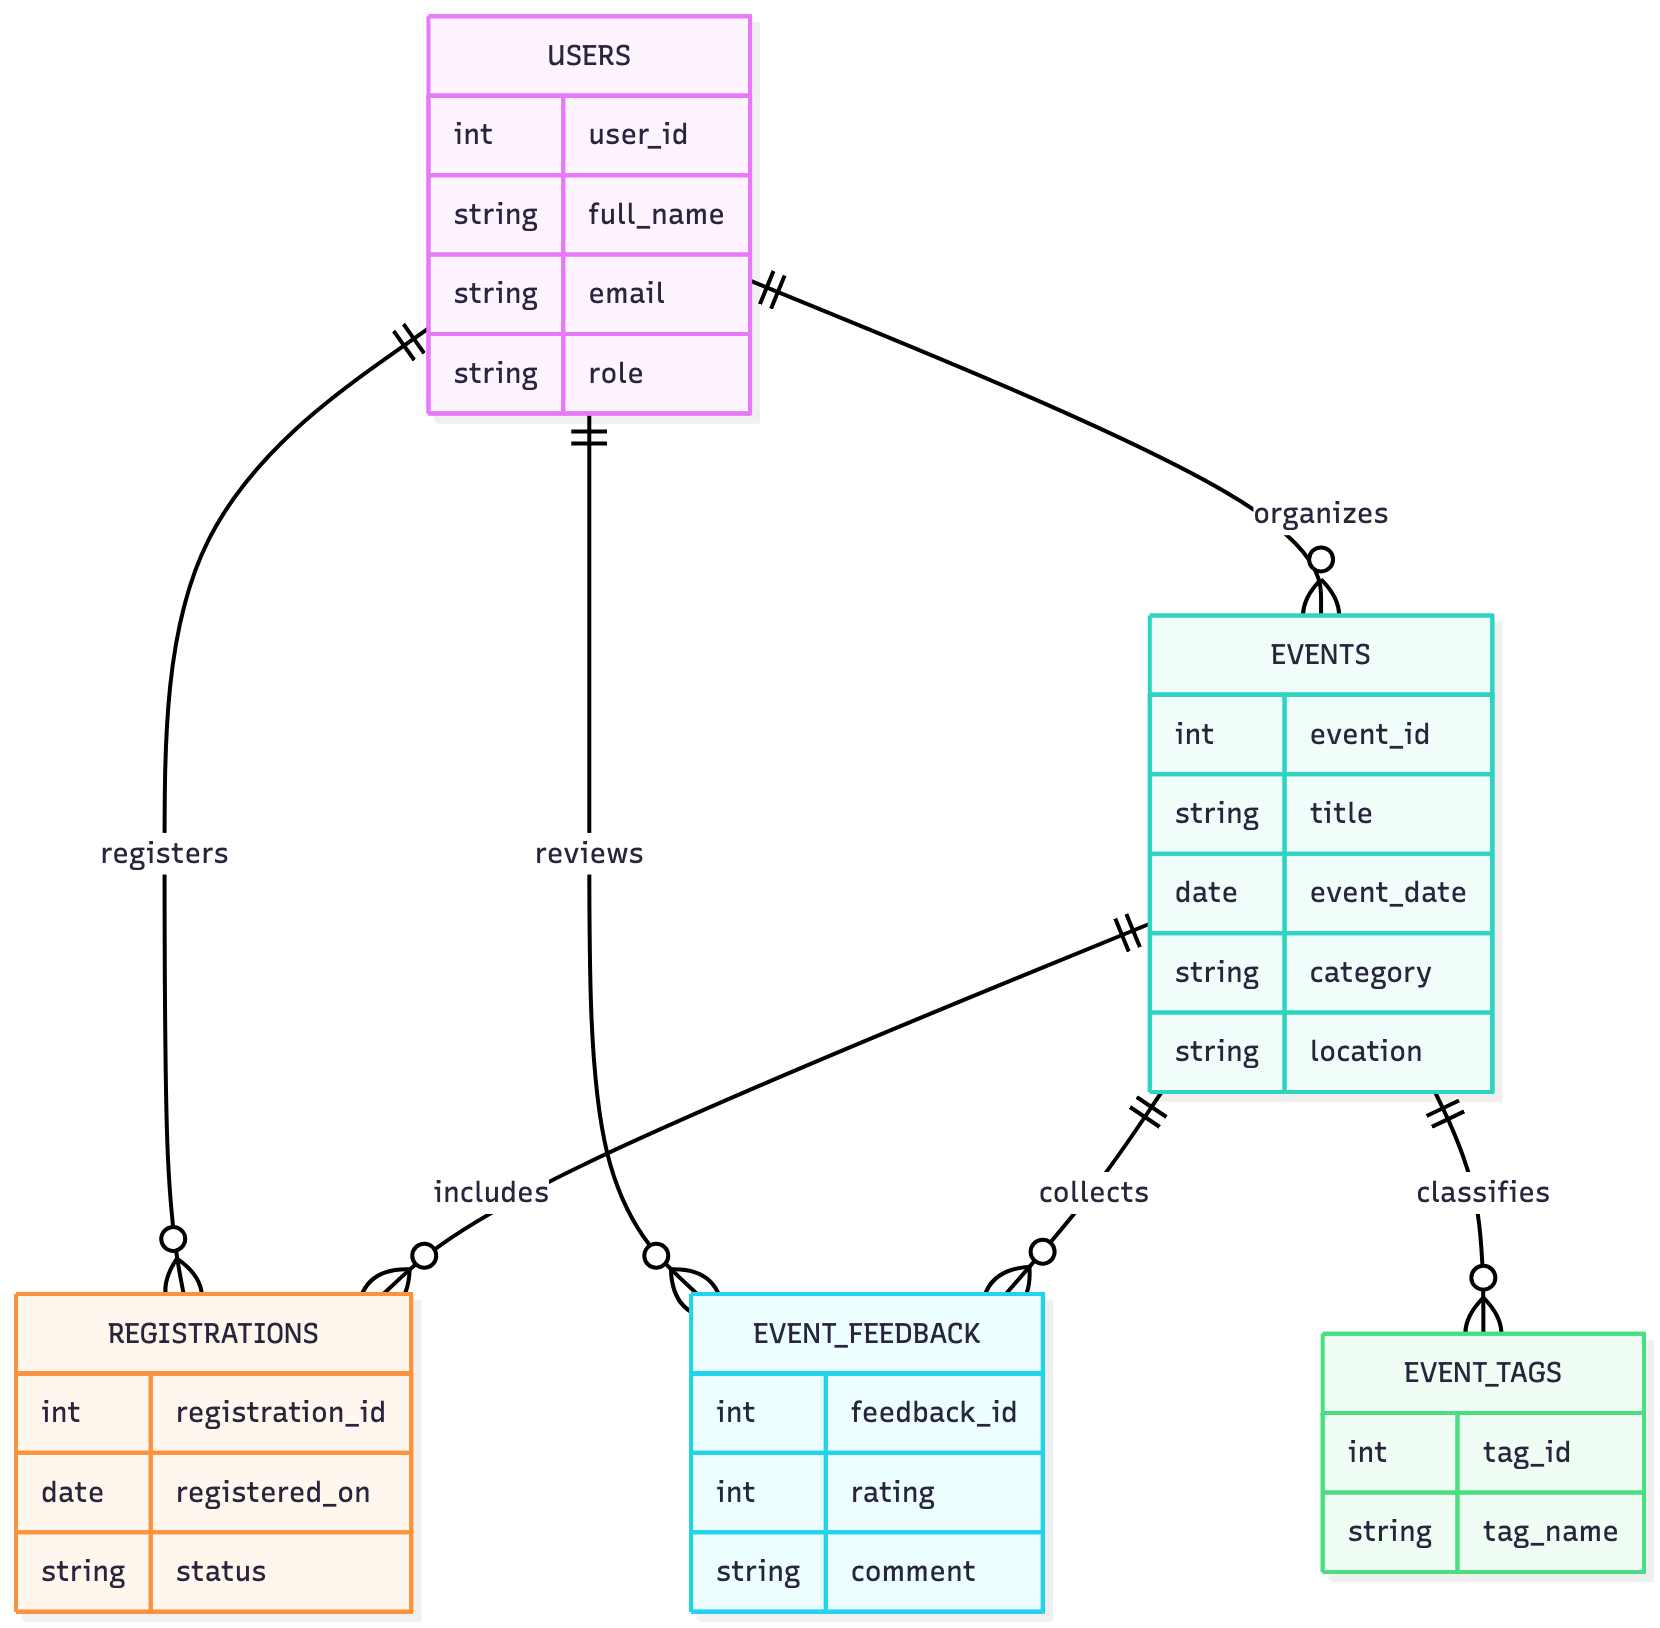 USERS
int user_id
string full_name
string email
string role
organizes
EVENTS
int event_id
string title
date event_date
string category
string location
registers
reviews
includes
collects
classifies
REGISTRATIONS
int registration_id
date registered_on
string status
EVENT_FEEDBACK
int feedback_id
int rating
string comment
EVENT_TAGS
int tag_id
string tag_name